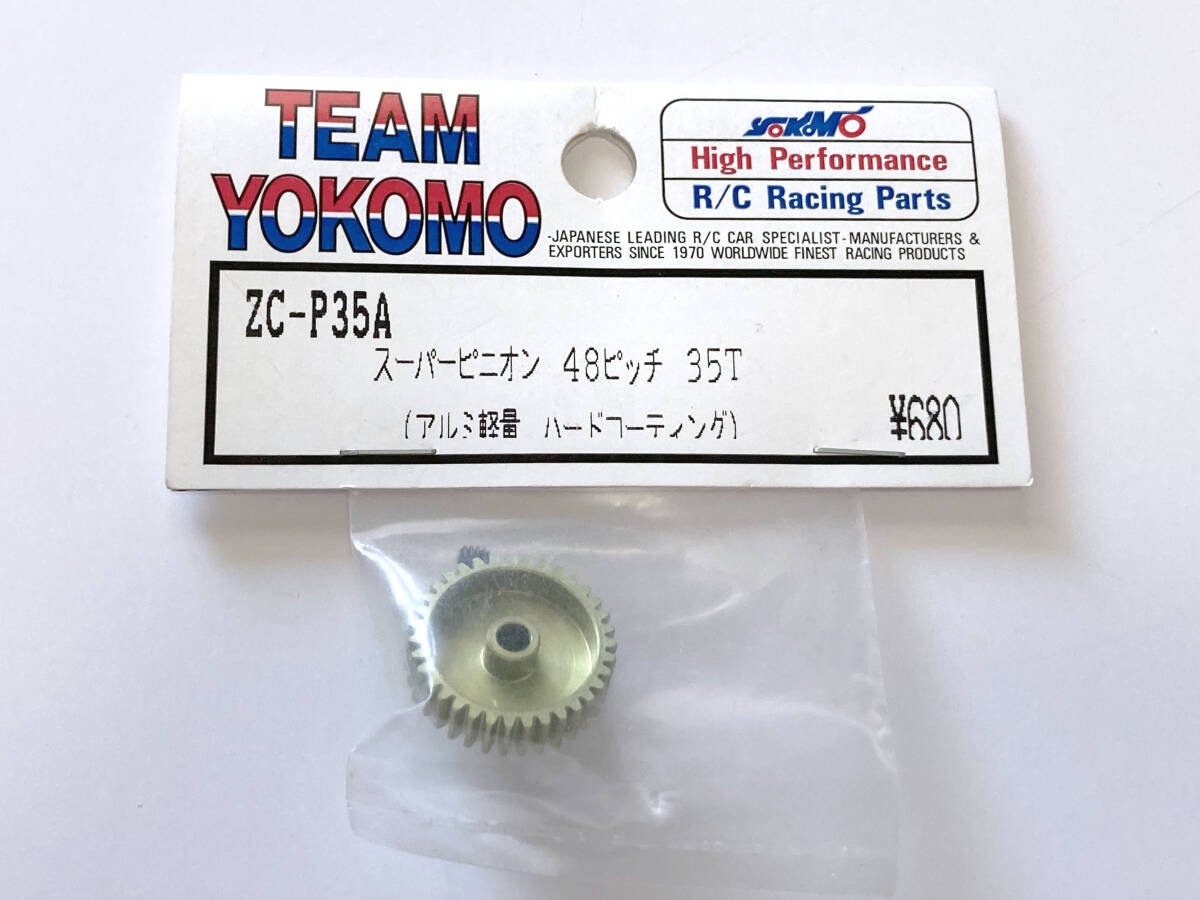 TEAM
YOKOMO
YOKOMO
High Performance
R/C Racing Parts
-JAPANESE LEADING R/C CAR SPECIALIST-MANUFACTURERS &
EXPORTERS SINCE 1970 WORLDWIDE FINEST RACING PRODUCTS
ZC-P35A
スーパーピニオン 48ピッチ 35T
(アルミ軽量 ハードコーティング)
¥680